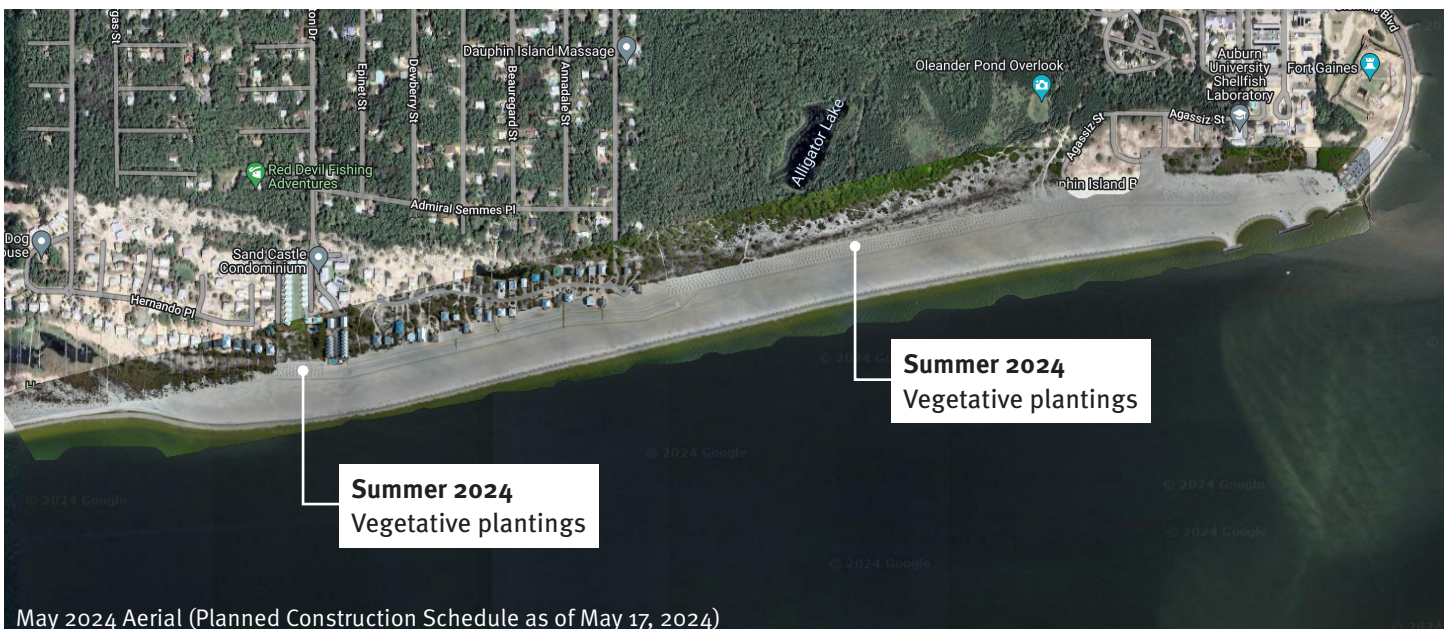 Epinet St
Dewberry St
Beauregard St
Annadale St
Dauphin Island Massage
Oleander Pond Overlook
Auburn
University
Shellfish
Laboratory
Fort Gaines
Alligator Lake
Agassiz St
Agassiz St
Red Devil Fishing
Adventures
Admiral Semmes Pl
Dog
Sand Castle
Condominium
Hernando Pl
Summer 2024
Vegetative plantings
Summer 2024
Vegetative plantings
© 2024 Google
© 2024 Google
© 2024 Google
© 2024 Google
© 2024 Google
May 2024 Aerial (Planned Construction Schedule as of May 17, 2024)